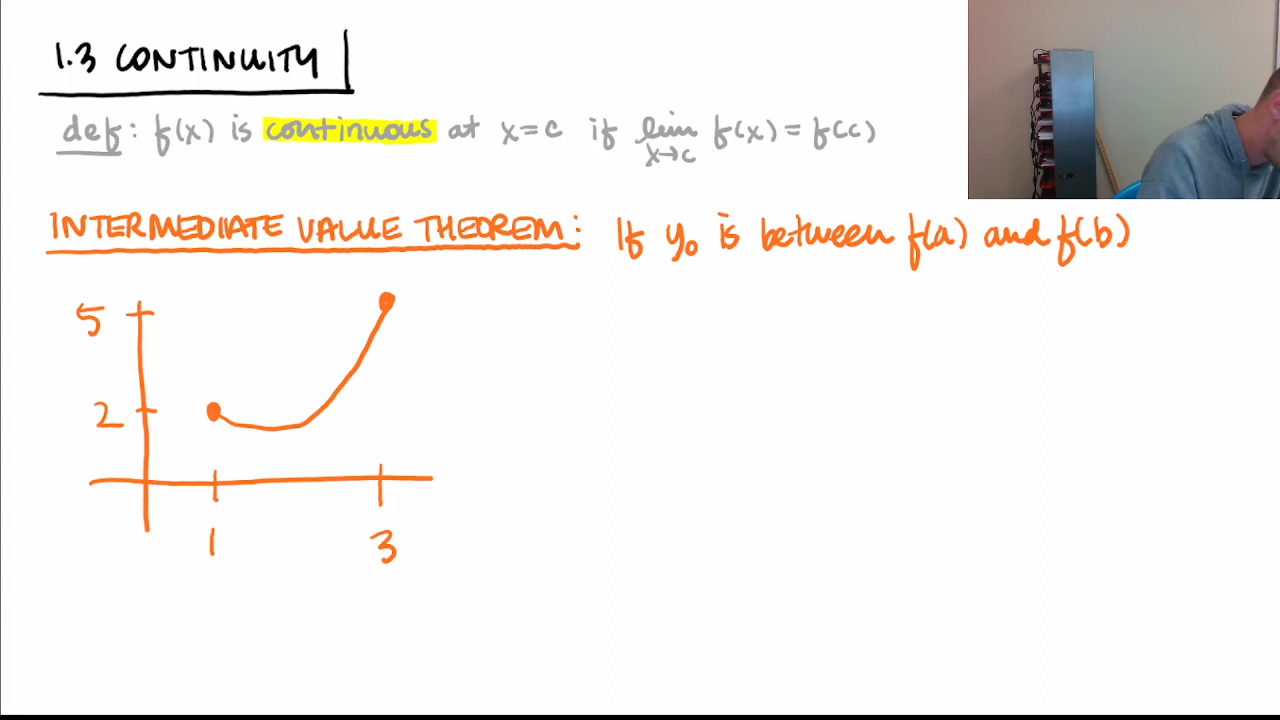 1.3 CONTINUITY
def: f(x) is continuous at x=c if lim x→c f(x) = f(c)
INTERMEDIATE VALUE THEOREM: If y₀ is between f(a) and f(b)
5
2
1 3